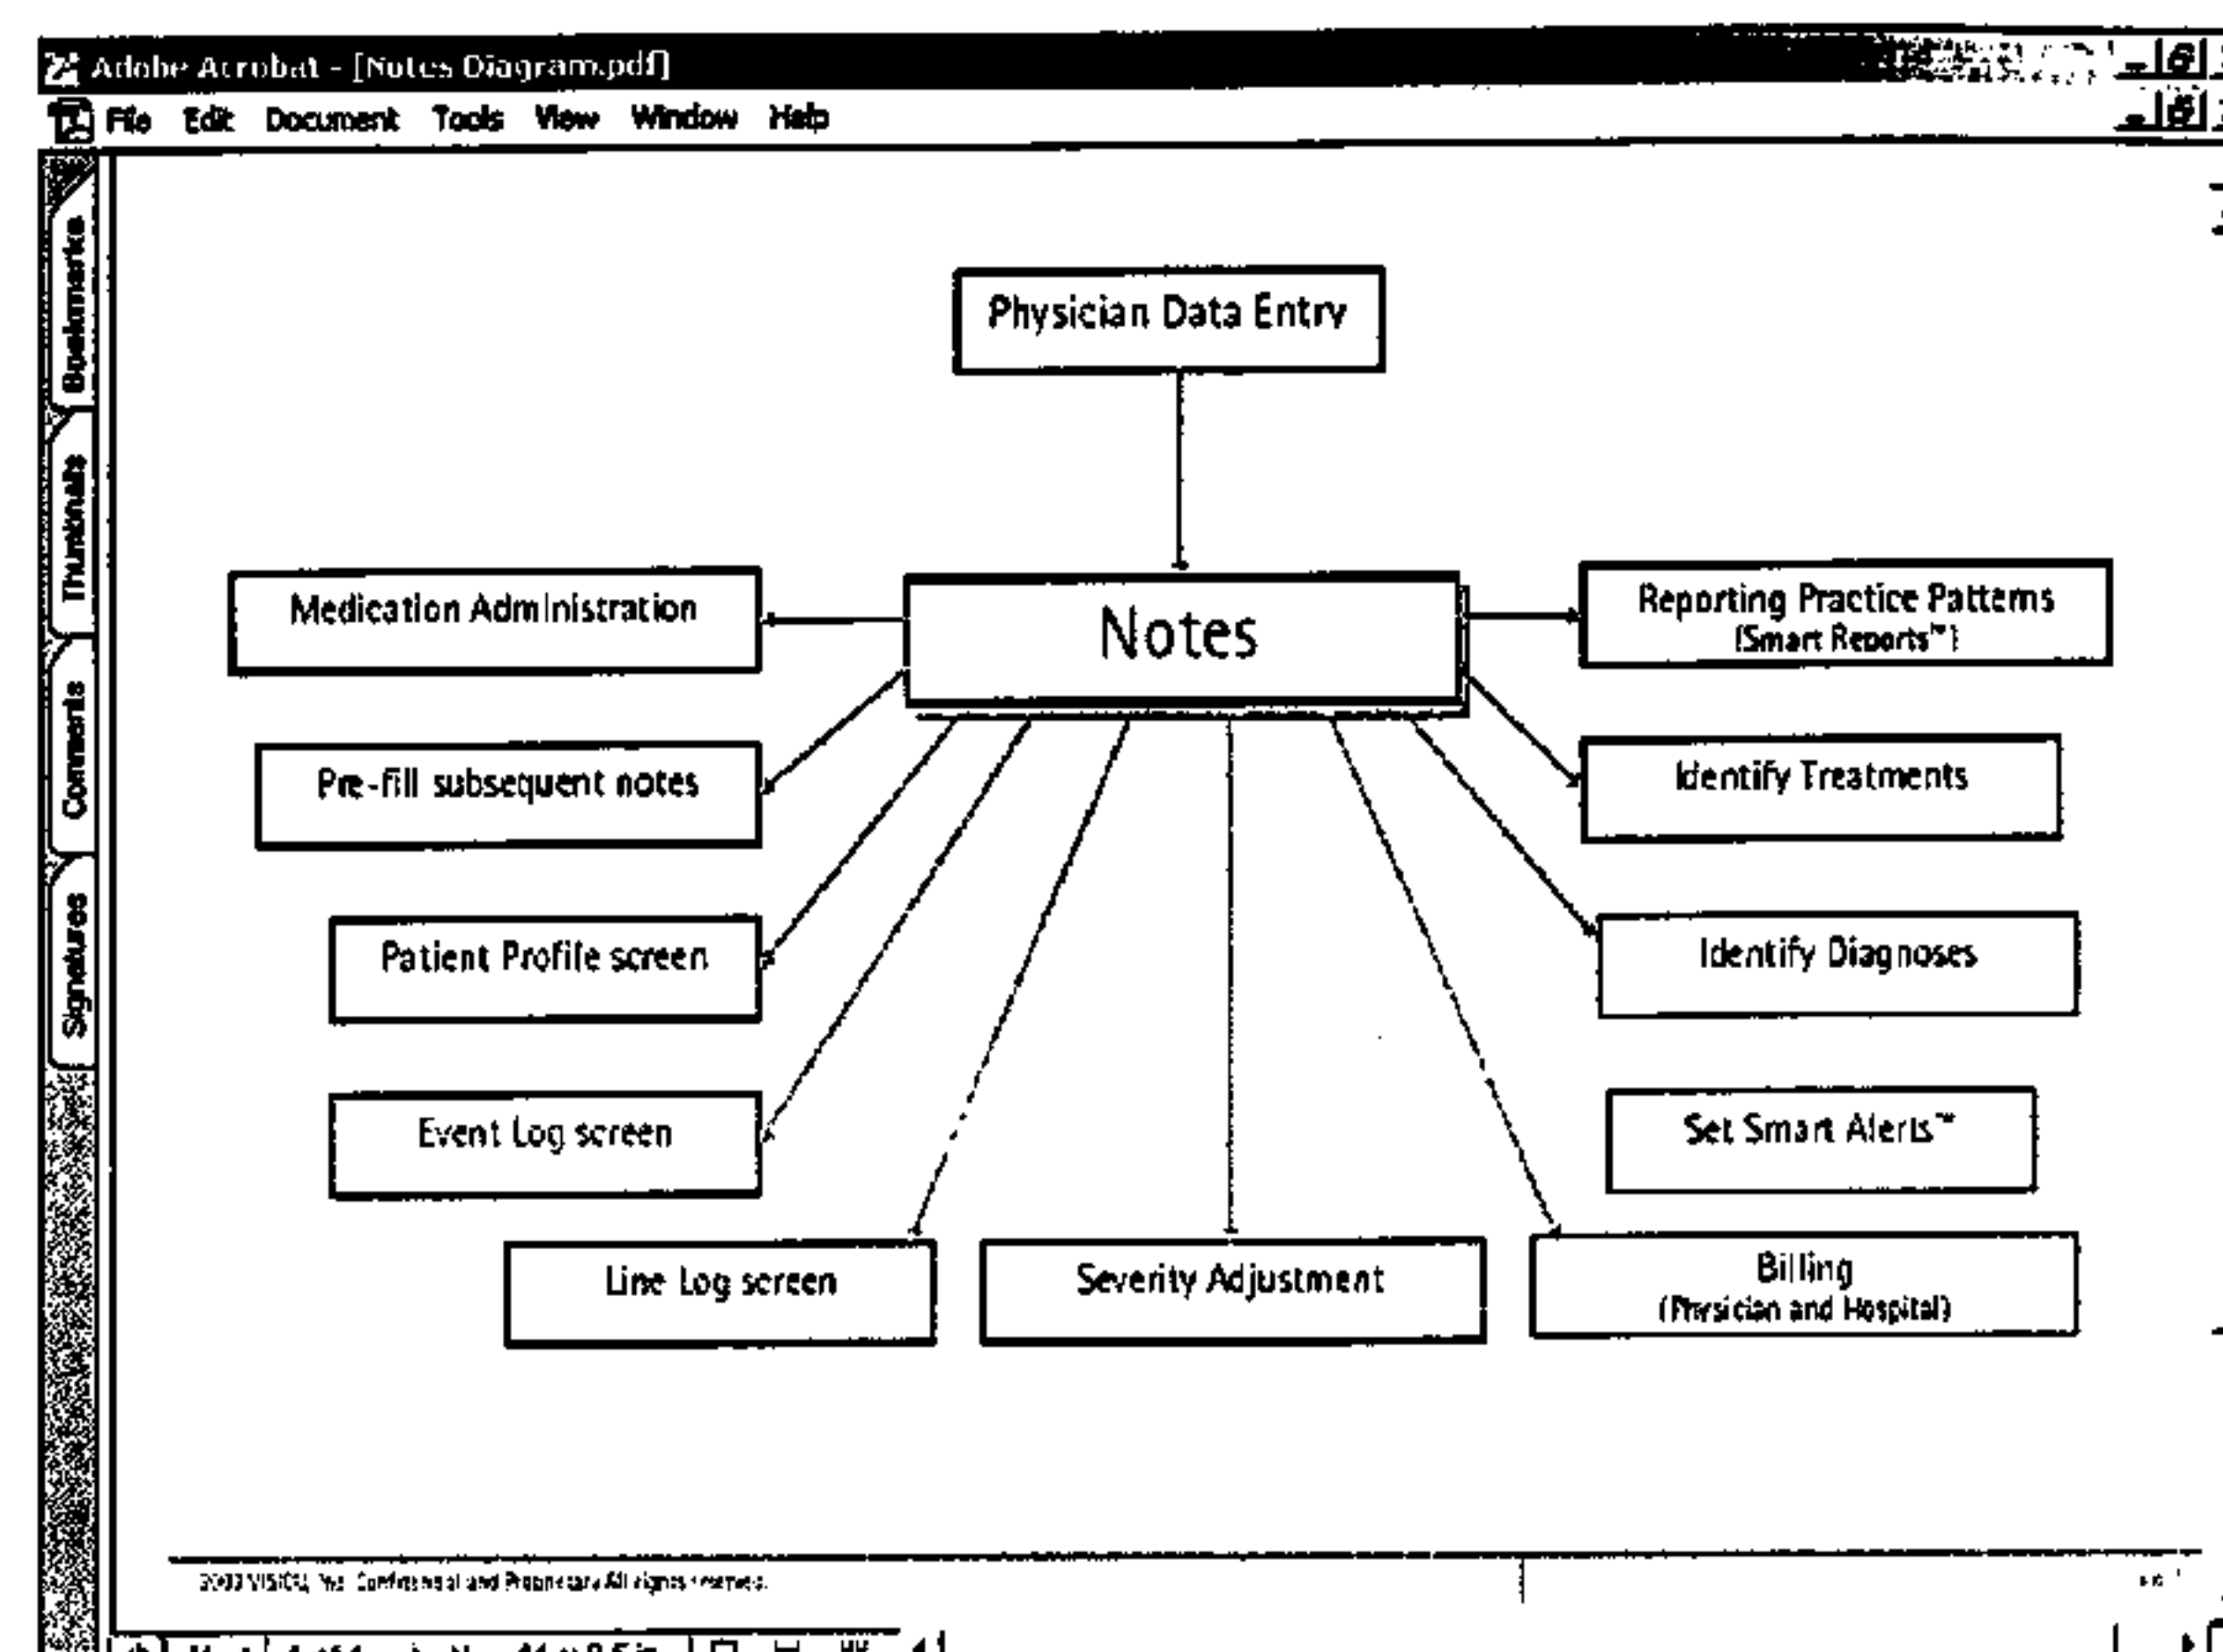 Adobe Acrobat - [Notes Diagram.pdf]
File Edit Document Tools View Window Help
Bookmarks
Thumbnails
Comments
Signatures
Physician Data Entry
Medication Administration
Notes
Reporting Practice Patterns
(Smart Reports™)
Pre-fill subsequent notes
Identify Treatments
Patient Profile screen
Identify Diagnoses
Event Log screen
Set Smart Alerts™
Line Log screen
Severity Adjustment
Billing
(Physician and Hospital)
VISICU, Inc. Confidential and Proprietary All rights reserved.